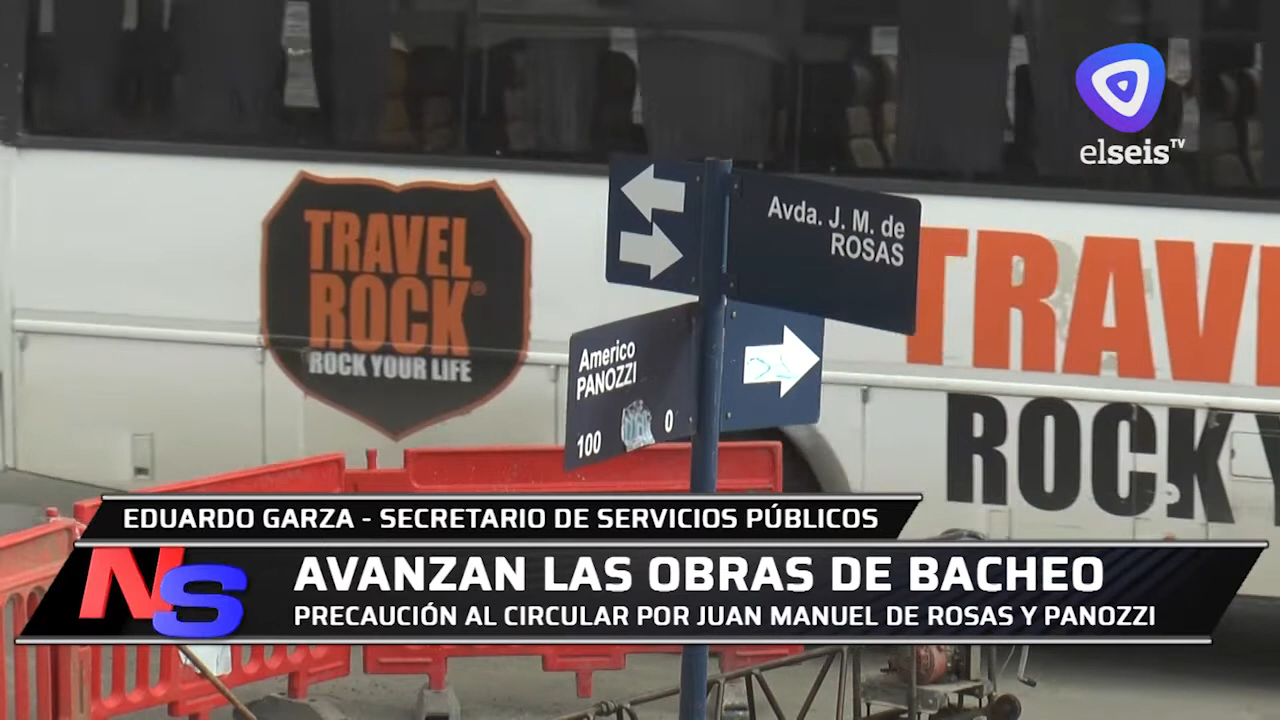 elseis TV
TRAVEL
ROCK®
ROCK YOUR LIFE
Avda. J. M. de
ROSAS
Americo
PANOZZI
100 0
TRAV
ROCK
EDUARDO GARZA - SECRETARIO DE SERVICIOS PÚBLICOS
NS
AVANZAN LAS OBRAS DE BACHEO
PRECAUCIÓN AL CIRCULAR POR JUAN MANUEL DE ROSAS Y PANOZZI